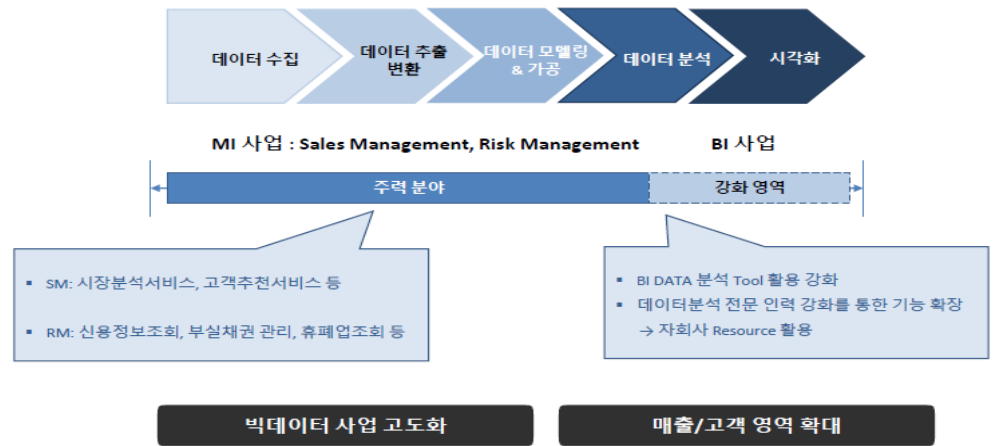 데이터 수집
데이터 추출
변환
데이터 모델링
& 가공
데이터 분석
시각화
MI 사업 : Sales Management, Risk Management
BI 사업
주력 분야
강화 영역
▪ SM: 시장분석서비스, 고객추천서비스 등
▪ RM: 신용정보조회, 부실채권 관리, 휴폐업조회 등
▪ BI DATA 분석 Tool 활용 강화
▪ 데이터분석 전문 인력 강화를 통한 기능 확장
→ 자회사 Resource 활용
빅데이터 사업 고도화
매출/고객 영역 확대